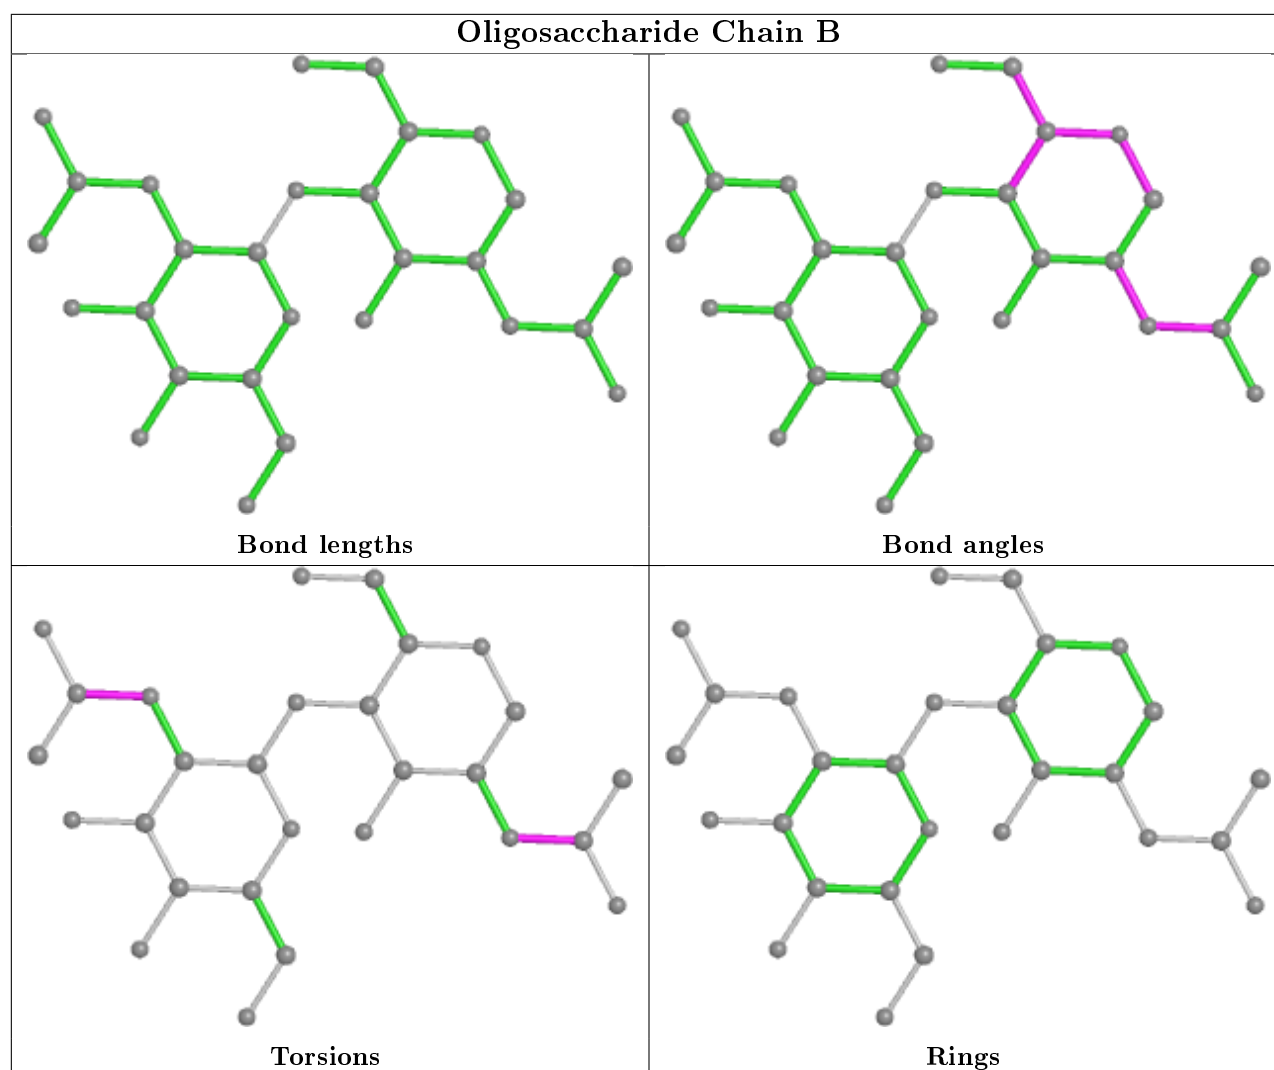 Oligosaccharide Chain B
Bond lengths
Bond angles
Torsions
Rings